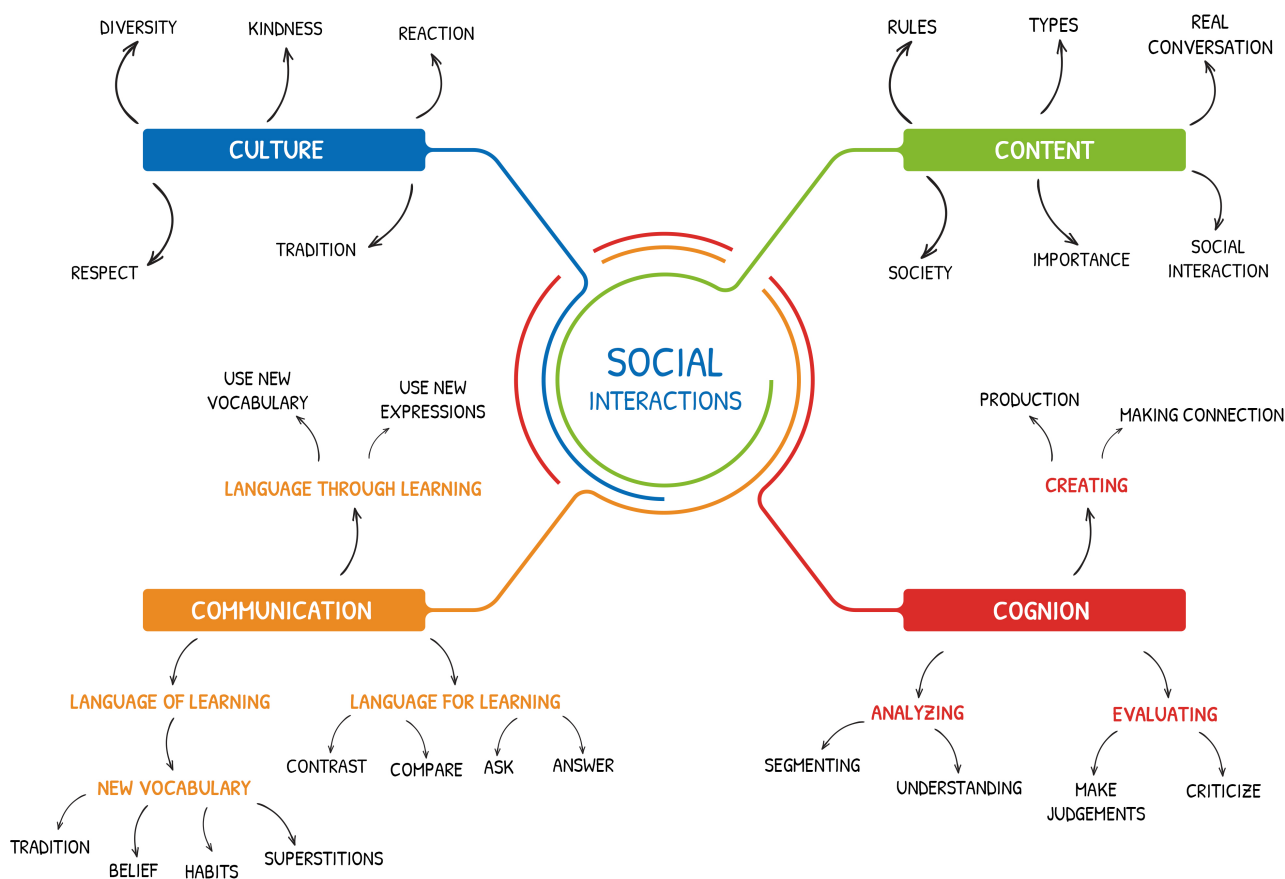 DIVERSITY
KINDNESS
REACTION
CULTURE
RESPECT
TRADITION
RULES
TYPES
REAL
CONVERSATION
CONTENT
SOCIETY
IMPORTANCE
SOCIAL
INTERACTION
SOCIAL
INTERACTIONS
USE NEW
VOCABULARY
USE NEW
EXPRESSIONS
LANGUAGE THROUGH LEARNING
COMMUNICATION
LANGUAGE OF LEARNING
LANGUAGE FOR LEARNING
CONTRAST
COMPARE
ASK
ANSWER
NEW VOCABULARY
TRADITION
BELIEF
HABITS
SUPERSTITIONS
PRODUCTION
MAKING CONNECTION
CREATING
COGNION
ANALYZING
EVALUATING
SEGMENTING
UNDERSTANDING
MAKE
JUDGEMENTS
CRITICIZE